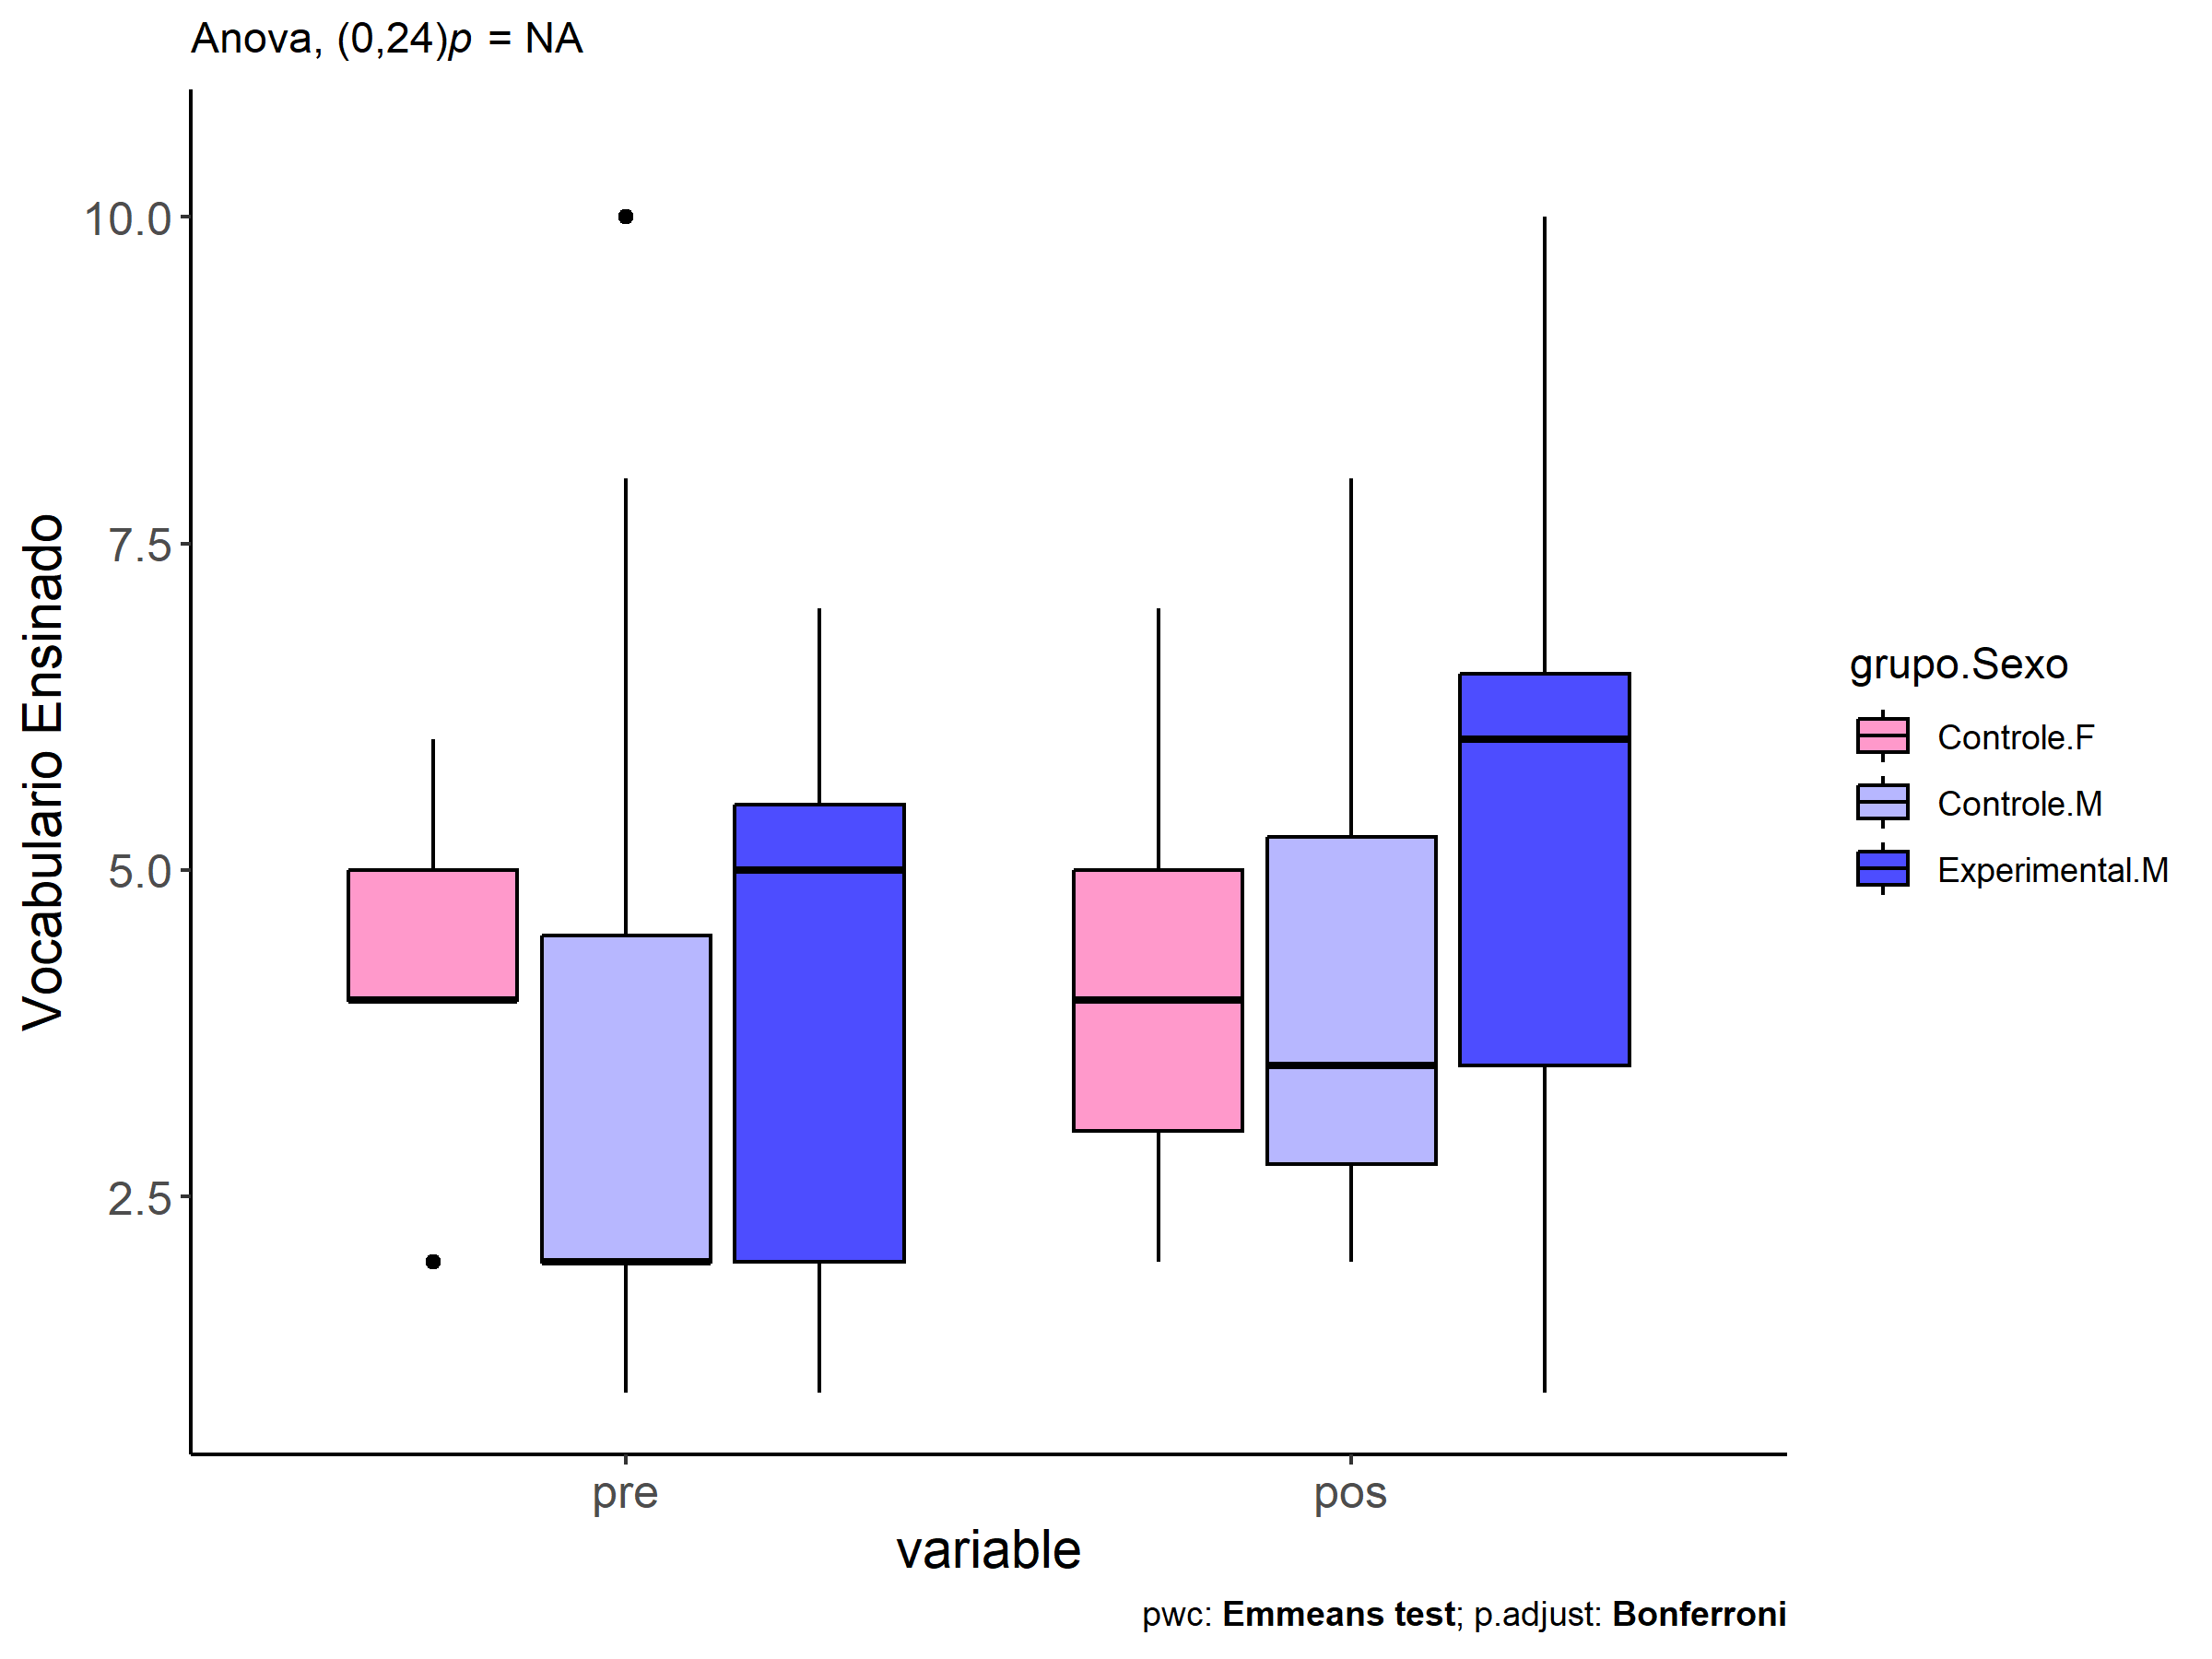 Anova, (0,24)p = NA
Vocabulario Ensinado
10.0
7.5
5.0
2.5
pre
pos
variable
grupo.Sexo
Controle.F
Controle.M
Experimental.M
pwc: Emmeans test; p.adjust: Bonferroni